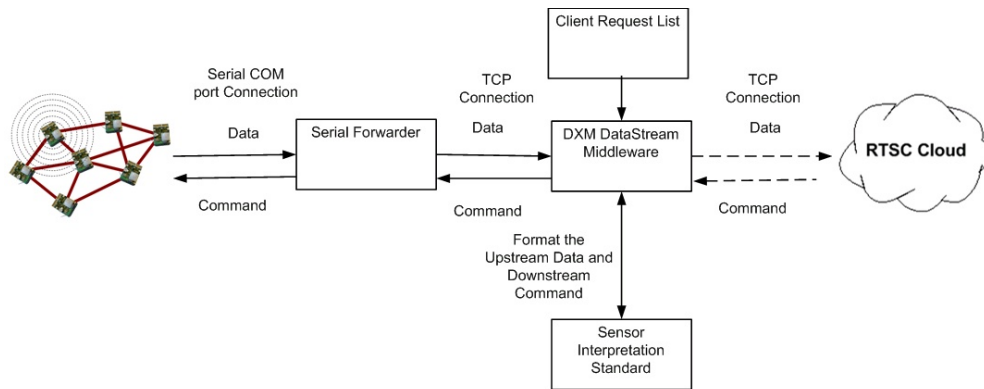 Client Request List
Serial COM
port Connection
Data
Serial Forwarder
Command
TCP
Connection
Data
Command
DXM DataStream
Middleware
TCP
Connection
Data
Command
RTSC Cloud
Format the
Upstream Data and
Downstream
Command
Sensor
Interpretation
Standard